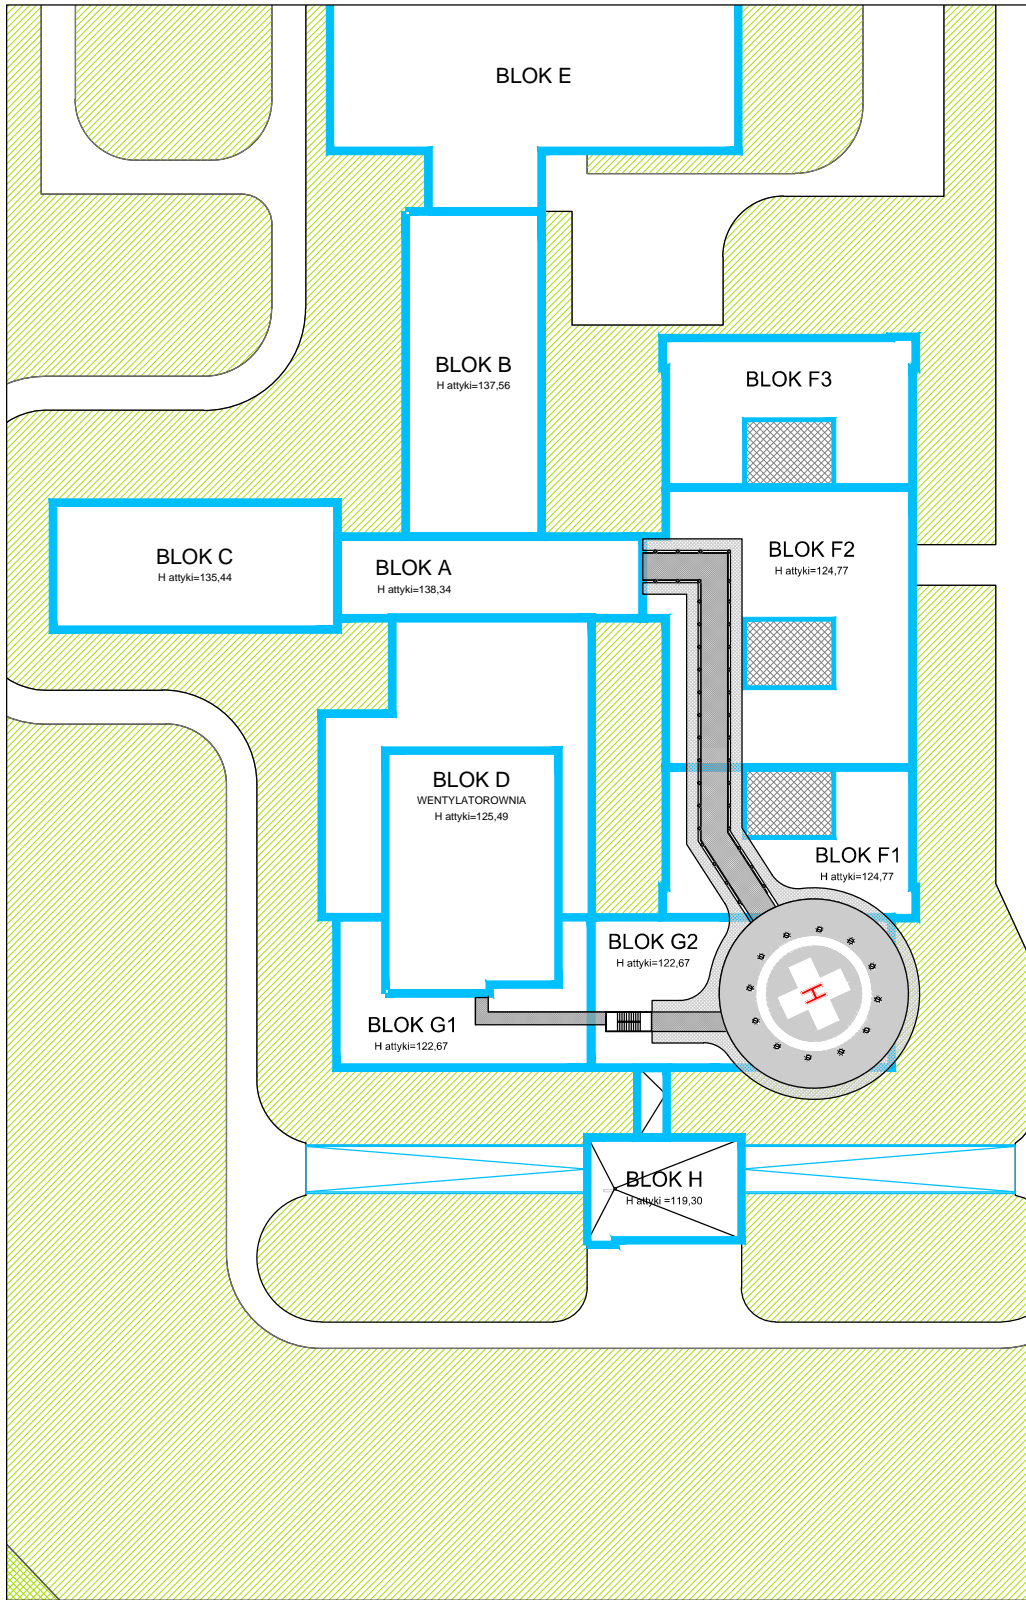 BLOK E
BLOK B
H attyki=137,56
BLOK F3
BLOK C
H attyki=135,44
BLOK A
H attyki=138,34
BLOK F2
H attyki=124,77
BLOK D
WENTYLATOROWNIA
H attyki=125,49
BLOK F1
H attyki=124,77
BLOK G2
H attyki=122,67
BLOK G1
H attyki=122,67
H
BLOK H
H attyki =119,30